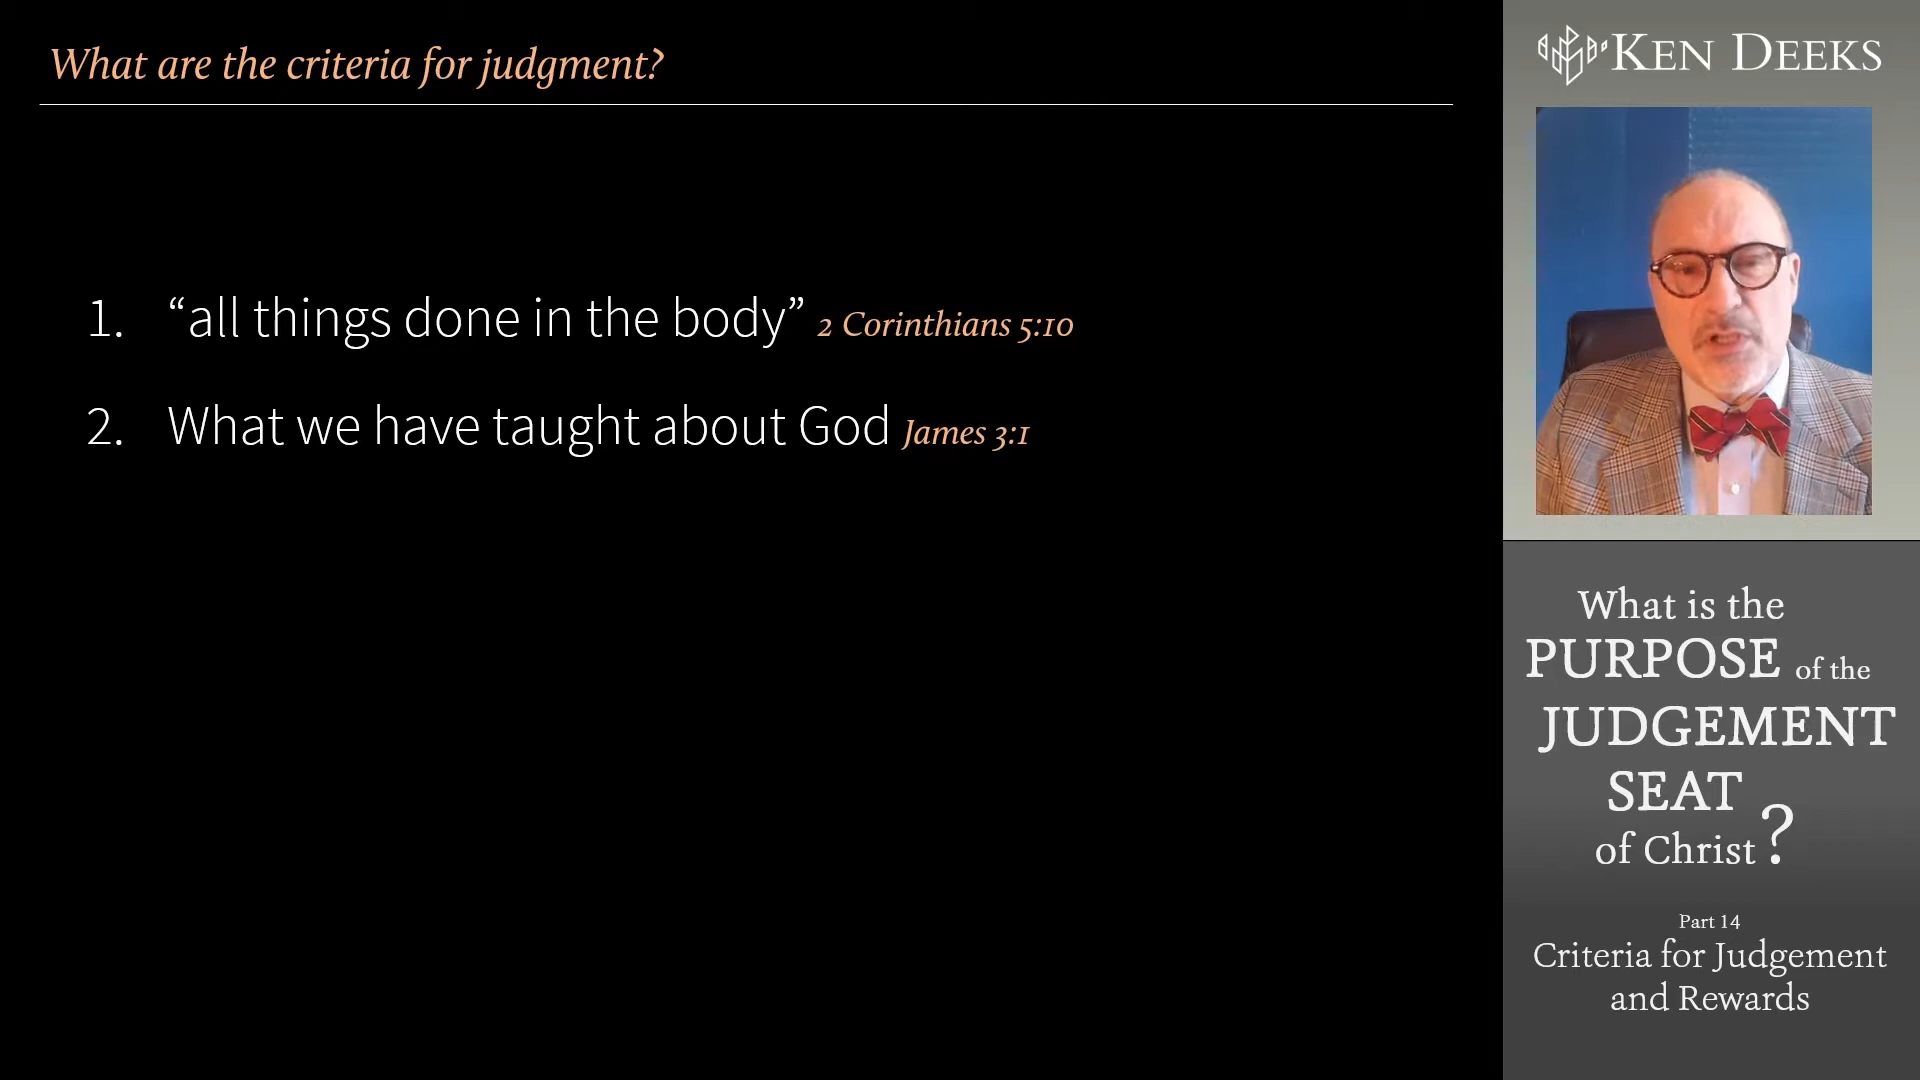 What are the criteria for judgment?
1. “all things done in the body” 2 Corinthians 5:10
2. What we have taught about God James 3:1
KEN DEEKS
What is the
PURPOSE of the
JUDGEMENT
SEAT
of Christ?
Part 14
Criteria for Judgement
and Rewards